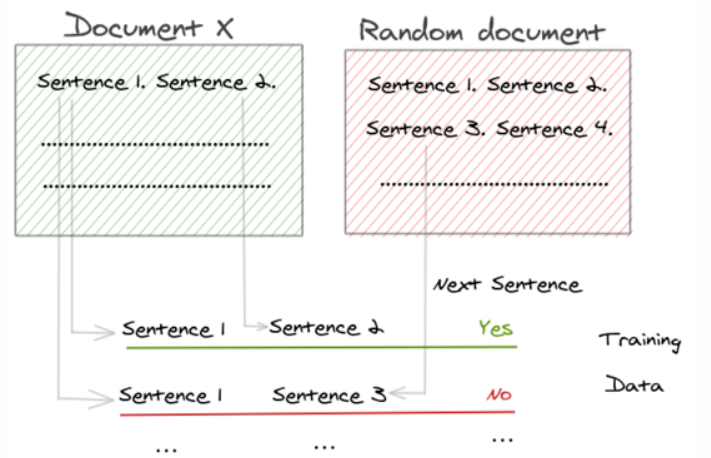 Document X
Random document
Sentence 1. Sentence 2.
.......................................
.......................................
Sentence 1. Sentence 2.
Sentence 3. Sentence 4.
.......................................
Next Sentence
Sentence 1 Sentence 2 Yes
Sentence 1 Sentence 3 No
... ... ...
Training
Data